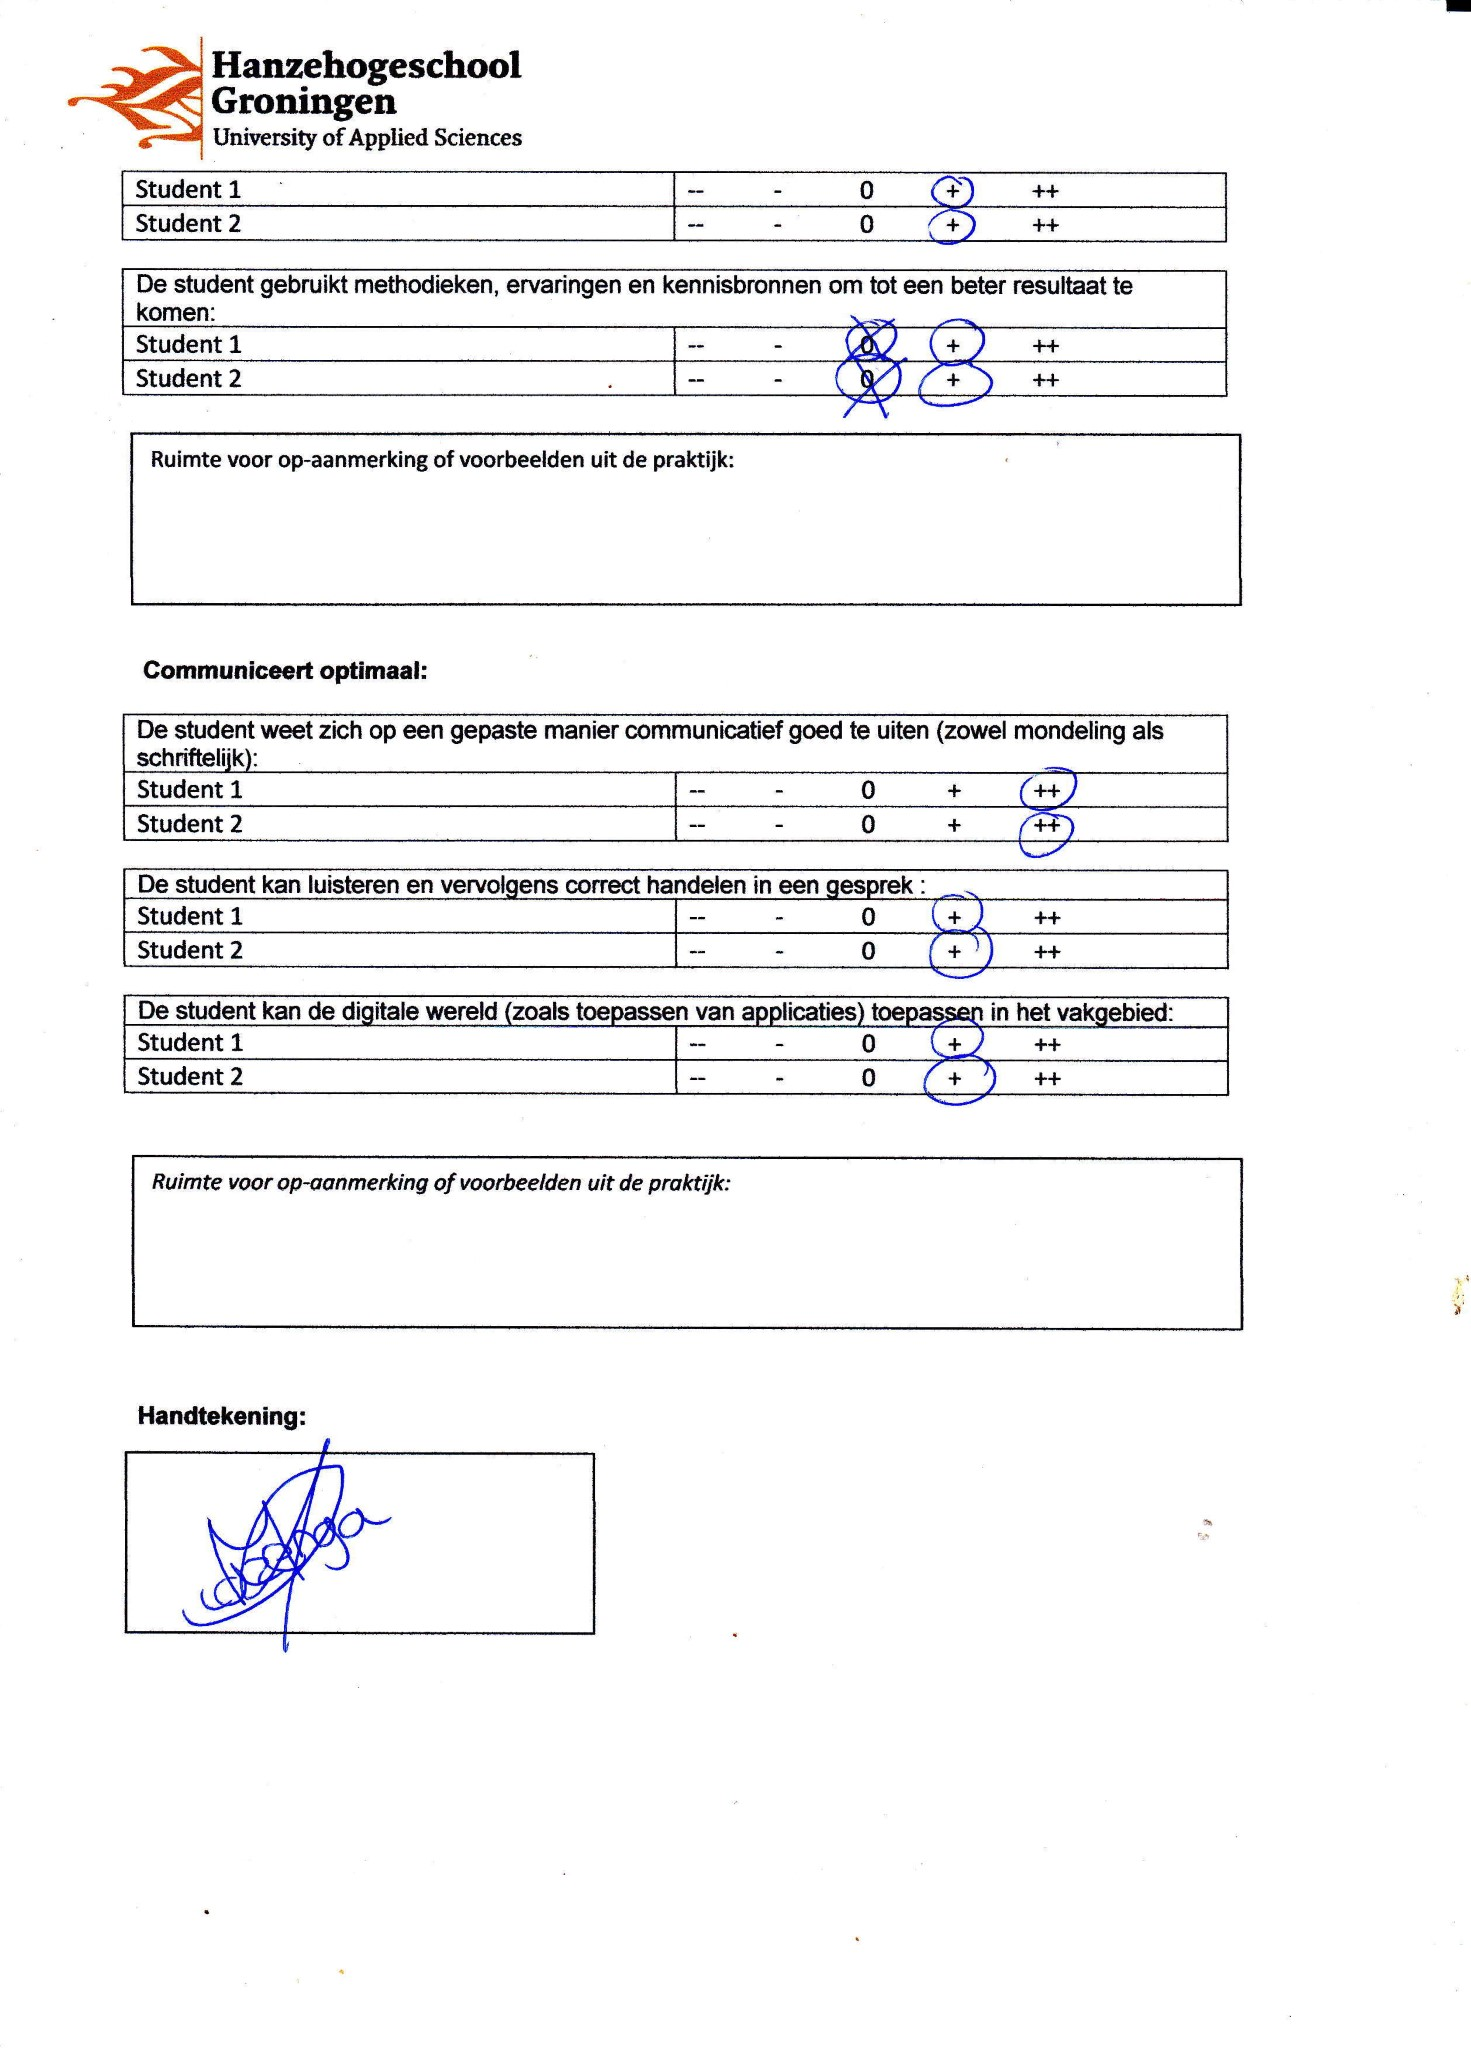 Hanzehogeschool
Groningen
University of Applied Sciences
Student 1 -- - 0 + ++
Student 2 -- - 0 + ++
De student gebruikt methodieken, ervaringen en kennisbronnen om tot een beter resultaat te
komen:
Student 1 -- - 0 + ++
Student 2 -- - 0 + ++
Ruimte voor op-aanmerking of voorbeelden uit de praktijk:
Communiceert optimaal:
De student weet zich op een gepaste manier communicatief goed te uiten (zowel mondeling als
schriftelijk):
Student 1 -- - 0 + ++
Student 2 -- - 0 + ++
De student kan luisteren en vervolgens correct handelen in een gesprek :
Student 1 -- - 0 + ++
Student 2 -- - 0 + ++
De student kan de digitale wereld (zoals toepassen van applicaties) toepassen in het vakgebied:
Student 1 -- - 0 + ++
Student 2 -- - 0 + ++
Ruimte voor op-aanmerking of voorbeelden uit de praktijk:
Handtekening: